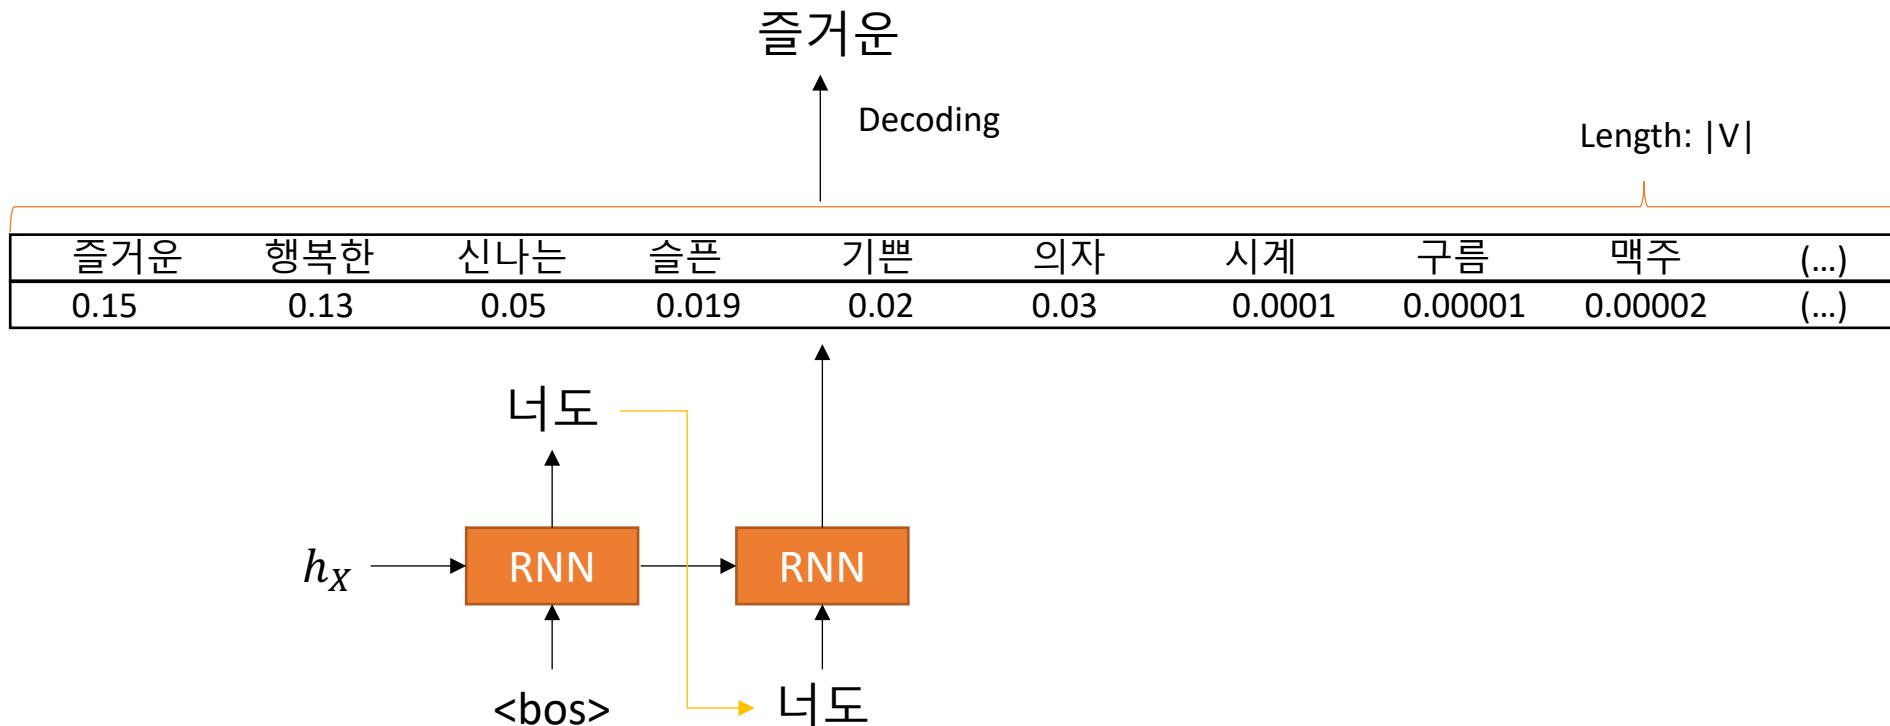 즐거운
Decoding
Length: |V|
즐거운 행복한 신나는 슬픈 기쁜 의자 시계 구름 맥주 (...)
0.15 0.13 0.05 0.019 0.02 0.03 0.0001 0.00001 0.00002 (...)
너도
h_X RNN RNN
<bos> 너도